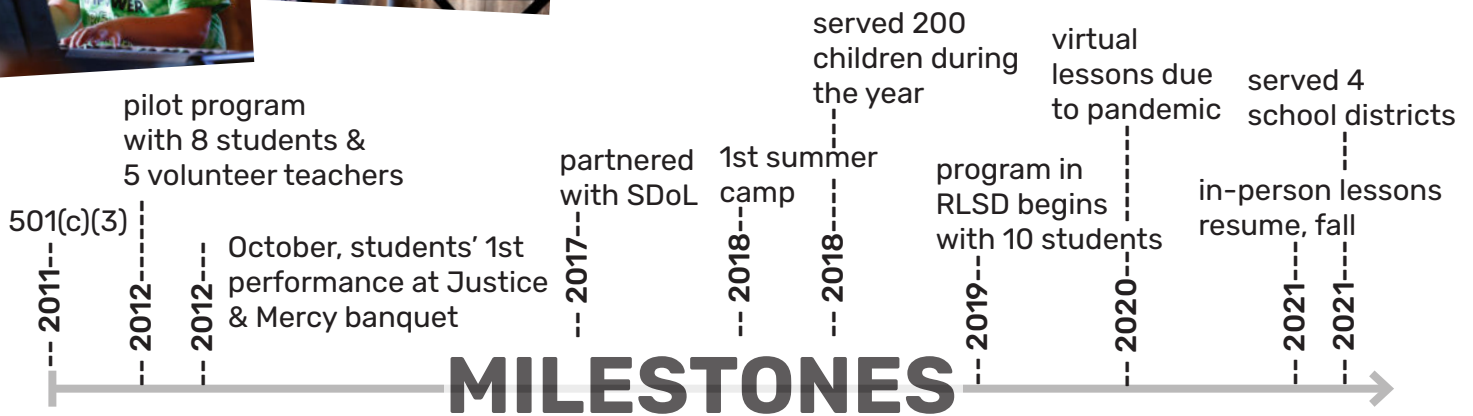 POWER
501(c)(3)
2011
pilot program
with 8 students &
5 volunteer teachers
2012
October, students’ 1st
performance at Justice
& Mercy banquet
2012
partnered
with SDoL
2017
1st summer
camp
2018
served 200
children during
the year
2018
program in
RLSD begins
with 10 students
2019
virtual
lessons due
to pandemic
2020
in-person lessons
resume, fall
2021
served 4
school districts
2021
MILESTONES